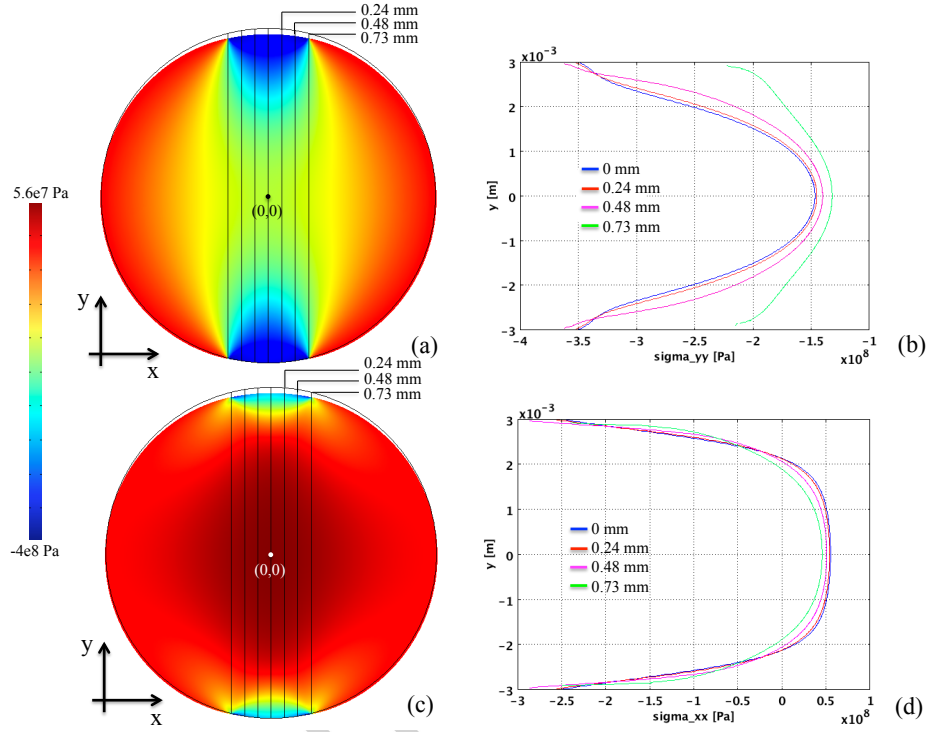 0.24 mm
0.48 mm
0.73 mm
5.6e7 Pa
-4e8 Pa
(0,0)
y
x
(a)
x10⁻³
3
2
1
0
-1
-2
-3
y [m]
0 mm
0.24 mm
0.48 mm
0.73 mm
-4 -3.5 -3 -2.5 -2 -1.5 -1
sigma_yy [Pa]
x10⁸
(b)
0.24 mm
0.48 mm
0.73 mm
(0,0)
y
x
(c)
x10⁻³
3
2
1
0
-1
-2
-3
y [m]
0 mm
0.24 mm
0.48 mm
0.73 mm
-3 -2.5 -2 -1.5 -1 -0.5 0 0.5 1
sigma_xx [Pa]
x10⁸
(d)